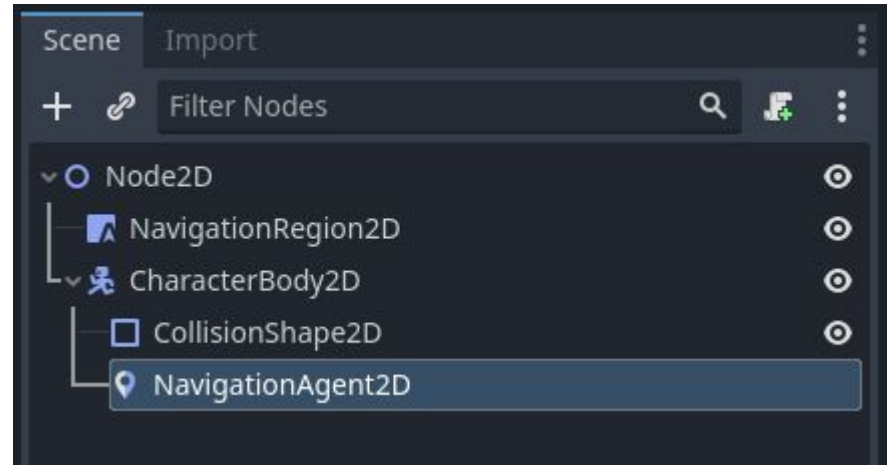 Scene Import
Filter Nodes
Node2D
NavigationRegion2D
CharacterBody2D
CollisionShape2D
NavigationAgent2D